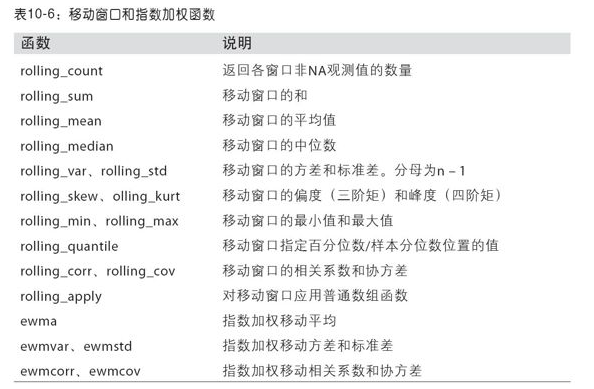 表10-6：移动窗口和指数加权函数
函数 说明
rolling_count 返回各窗口非NA观测值的数量
rolling_sum 移动窗口的和
rolling_mean 移动窗口的平均值
rolling_median 移动窗口的中位数
rolling_var、rolling_std 移动窗口的方差和标准差。分母为n – 1
rolling_skew、olling_kurt 移动窗口的偏度（三阶矩）和峰度（四阶矩）
rolling_min、rolling_max 移动窗口的最小值和最大值
rolling_quantile 移动窗口指定百分位数/样本分位数位置的值
rolling_corr、rolling_cov 移动窗口的相关系数和协方差
rolling_apply 对移动窗口应用普通数组函数
ewma 指数加权移动平均
ewmvar、ewmstd 指数加权移动方差和标准差
ewmcorr、ewmcov 指数加权移动相关系数和协方差